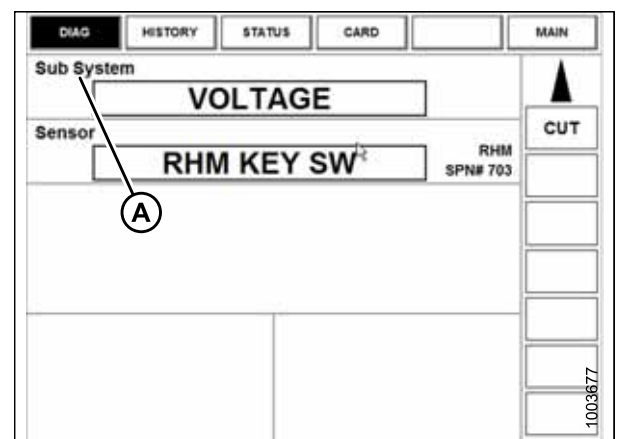 DIAG HISTORY STATUS CARD MAIN
Sub System
VOLTAGE
CUT
Sensor
RHM KEY SW
RHM
SPN# 703
A
1003677